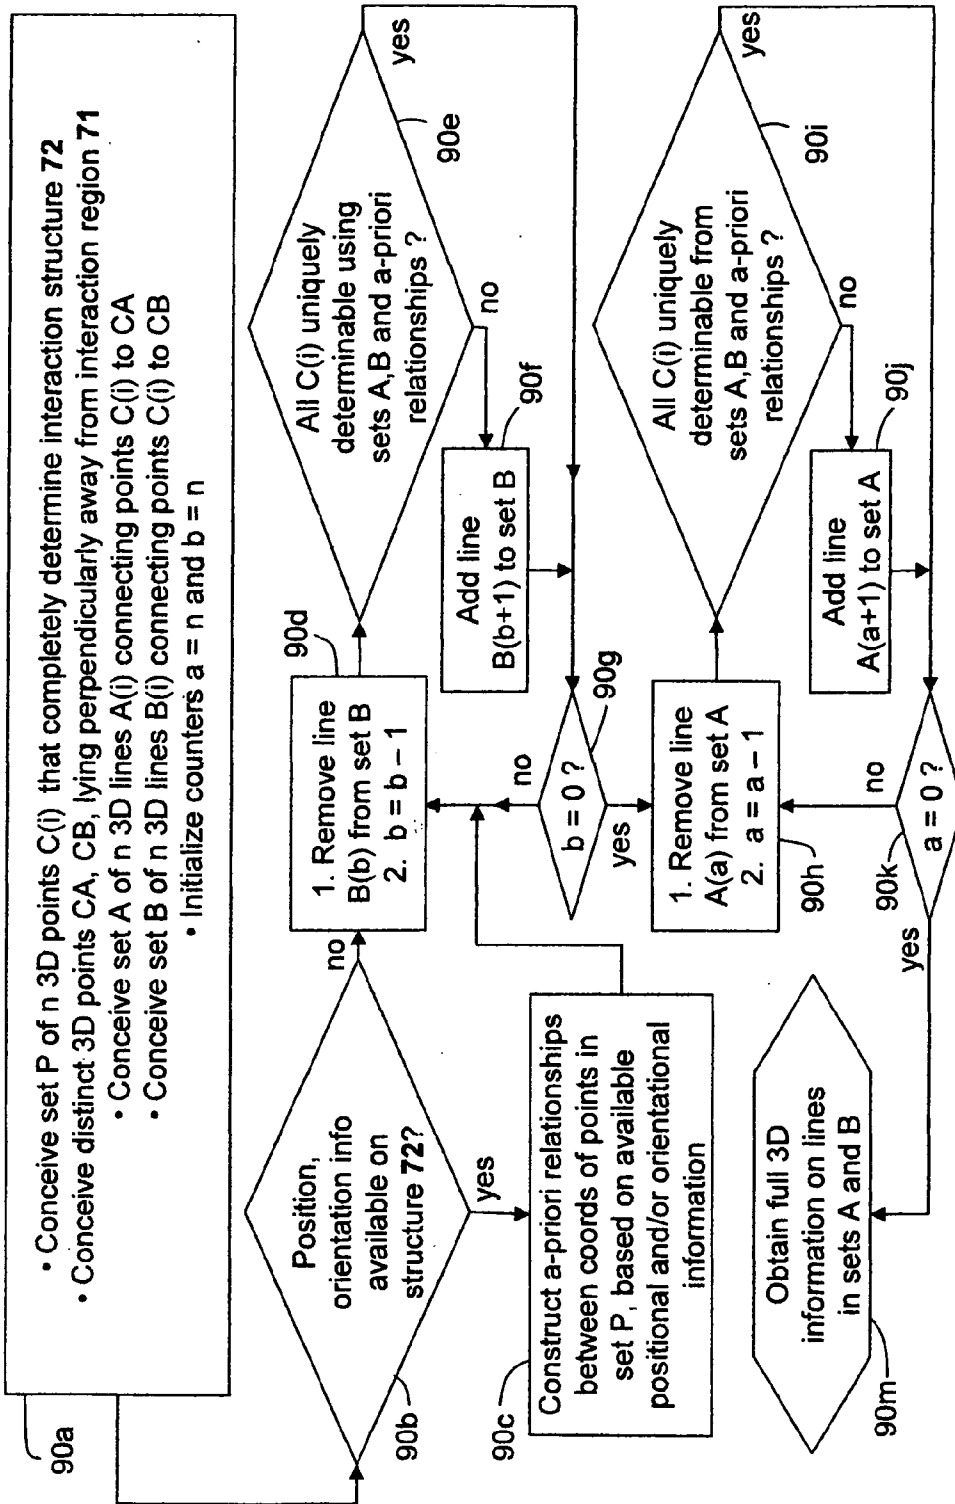 • Conceive set P of n 3D points C(i) that completely determine interaction structure 72
• Conceive distinct 3D points CA, CB, lying perpendicularly away from interaction region 71
• Conceive set A of n 3D lines A(i) connecting points C(i) to CA
• Conceive set B of n 3D lines B(i) connecting points C(i) to CB
• Initialize counters a = n and b = n
90a
Position,
orientation info
available on
structure 72?
90b
no
yes
Construct a-priori relationships
between coords of points in
set P, based on available
positional and/or orientational
information
90c
1. Remove line
B(b) from set B
2. b = b – 1
90d
All C(i) uniquely
determinable using
sets A,B and a-priori
relationships ?
90e
yes
no
Add line
B(b+1) to set B
90f
b = 0 ?
90g
no
yes
1. Remove line
A(a) from set A
2. a = a – 1
90h
All C(i) uniquely
determinable from
sets A,B and a-priori
relationships ?
90i
yes
no
Add line
A(a+1) to set A
90j
a = 0 ?
90k
no
yes
Obtain full 3D
information on lines
in sets A and B
90m